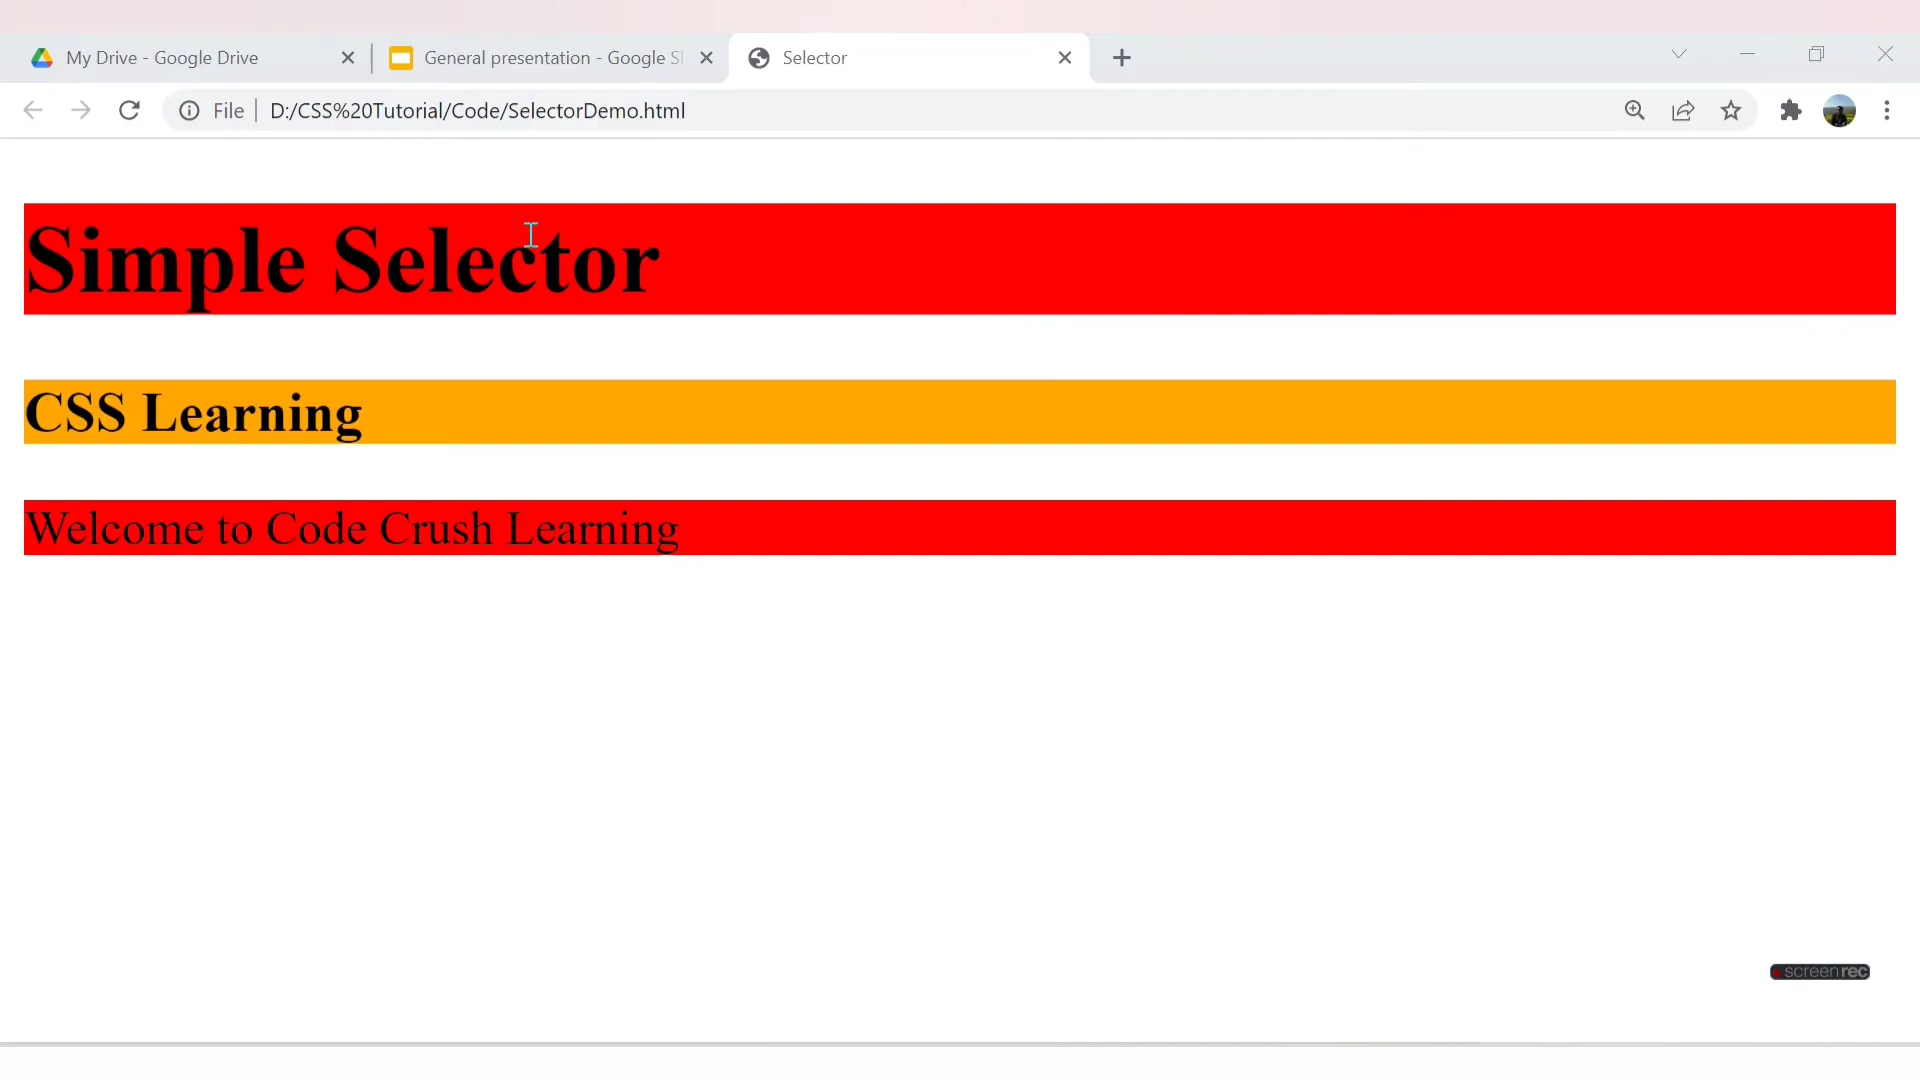 My Drive - Google Drive
General presentation - Google Sl
Selector
File
D:/CSS%20Tutorial/Code/SelectorDemo.html
Simple Selector
CSS Learning
Welcome to Code Crush Learning
screenrec